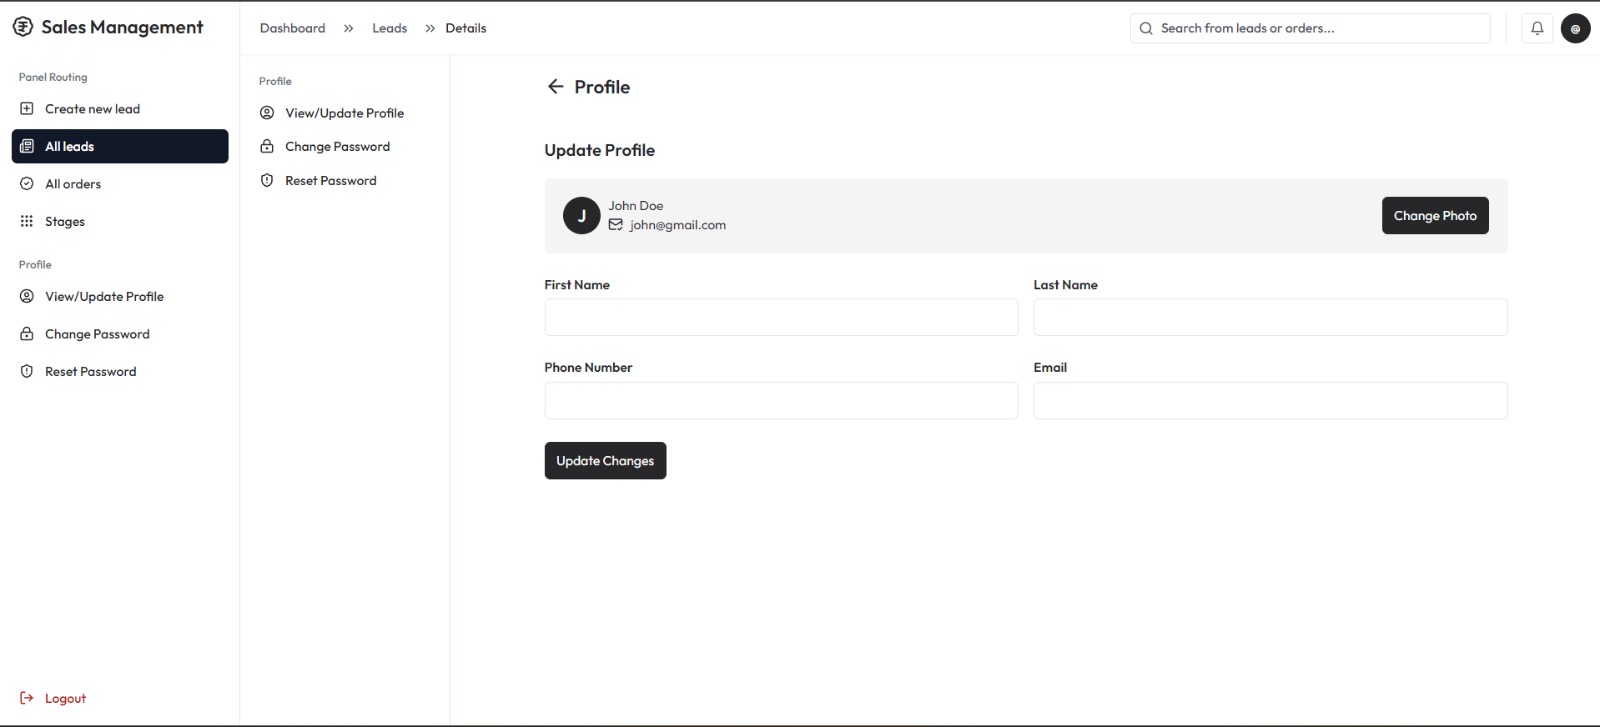 Sales Management
Dashboard
Leads
Details
Search from leads or orders...
@
Panel Routing
Create new lead
All leads
All orders
Stages
Profile
View/Update Profile
Change Password
Reset Password
Logout
Profile
View/Update Profile
Change Password
Reset Password
Profile
Update Profile
J
John Doe
john@gmail.com
Change Photo
First Name
Last Name
Phone Number
Email
Update Changes